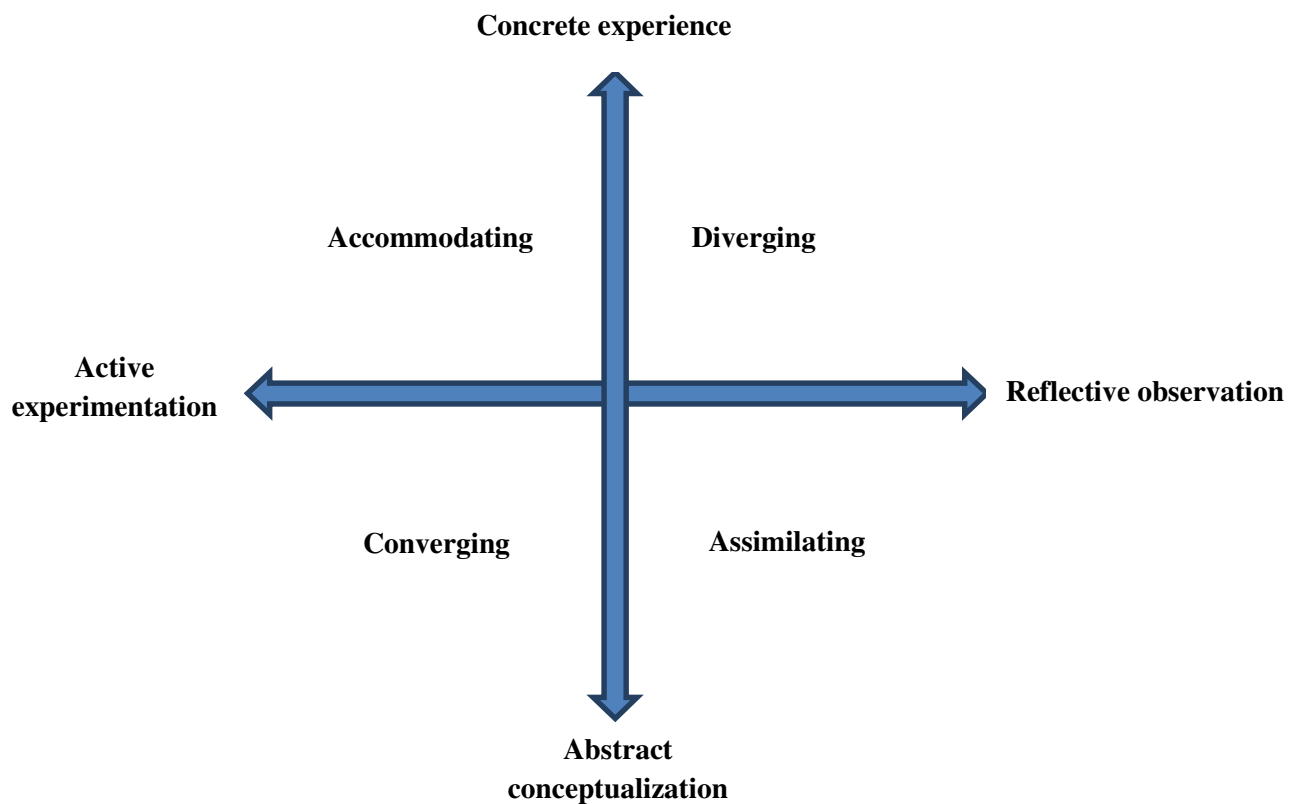 Concrete experience
Accommodating
Diverging
Active
experimentation
Reflective observation
Converging
Assimilating
Abstract
conceptualization